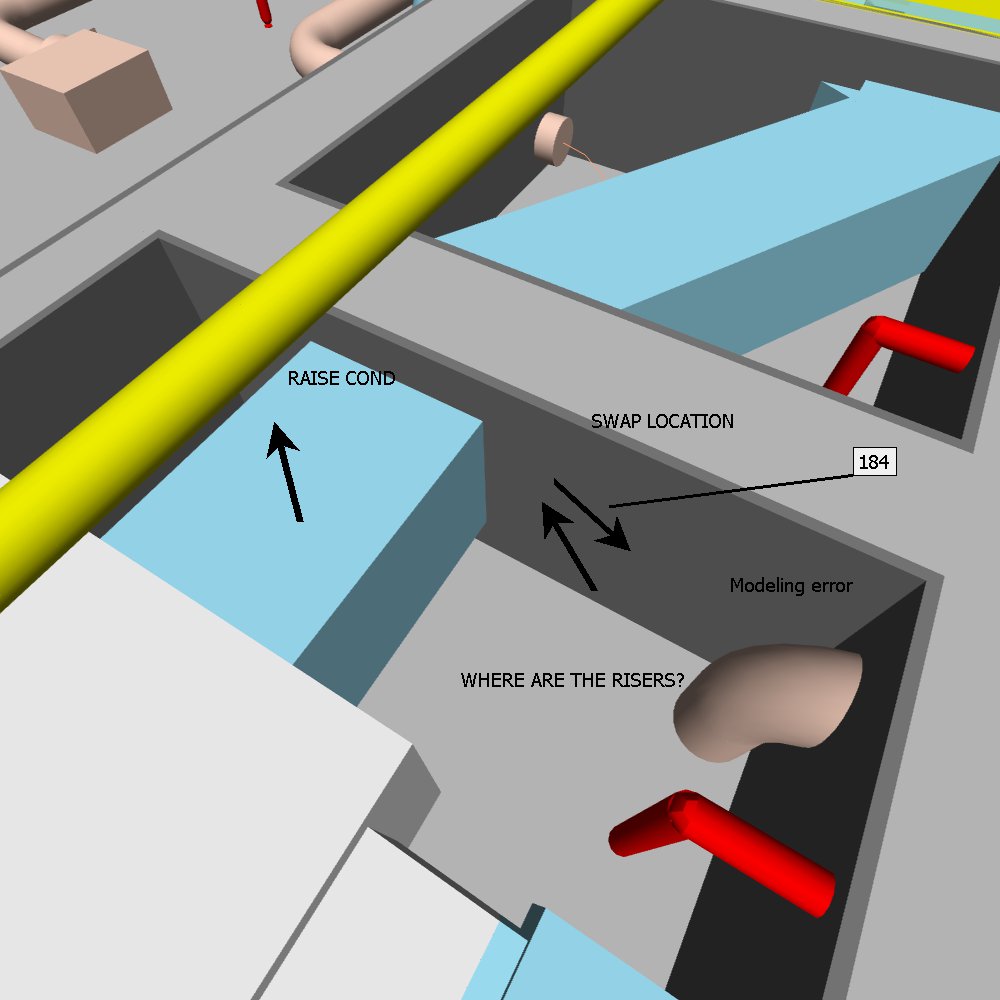 RAISE COND
SWAP LOCATION
184
Modeling error
WHERE ARE THE RISERS?